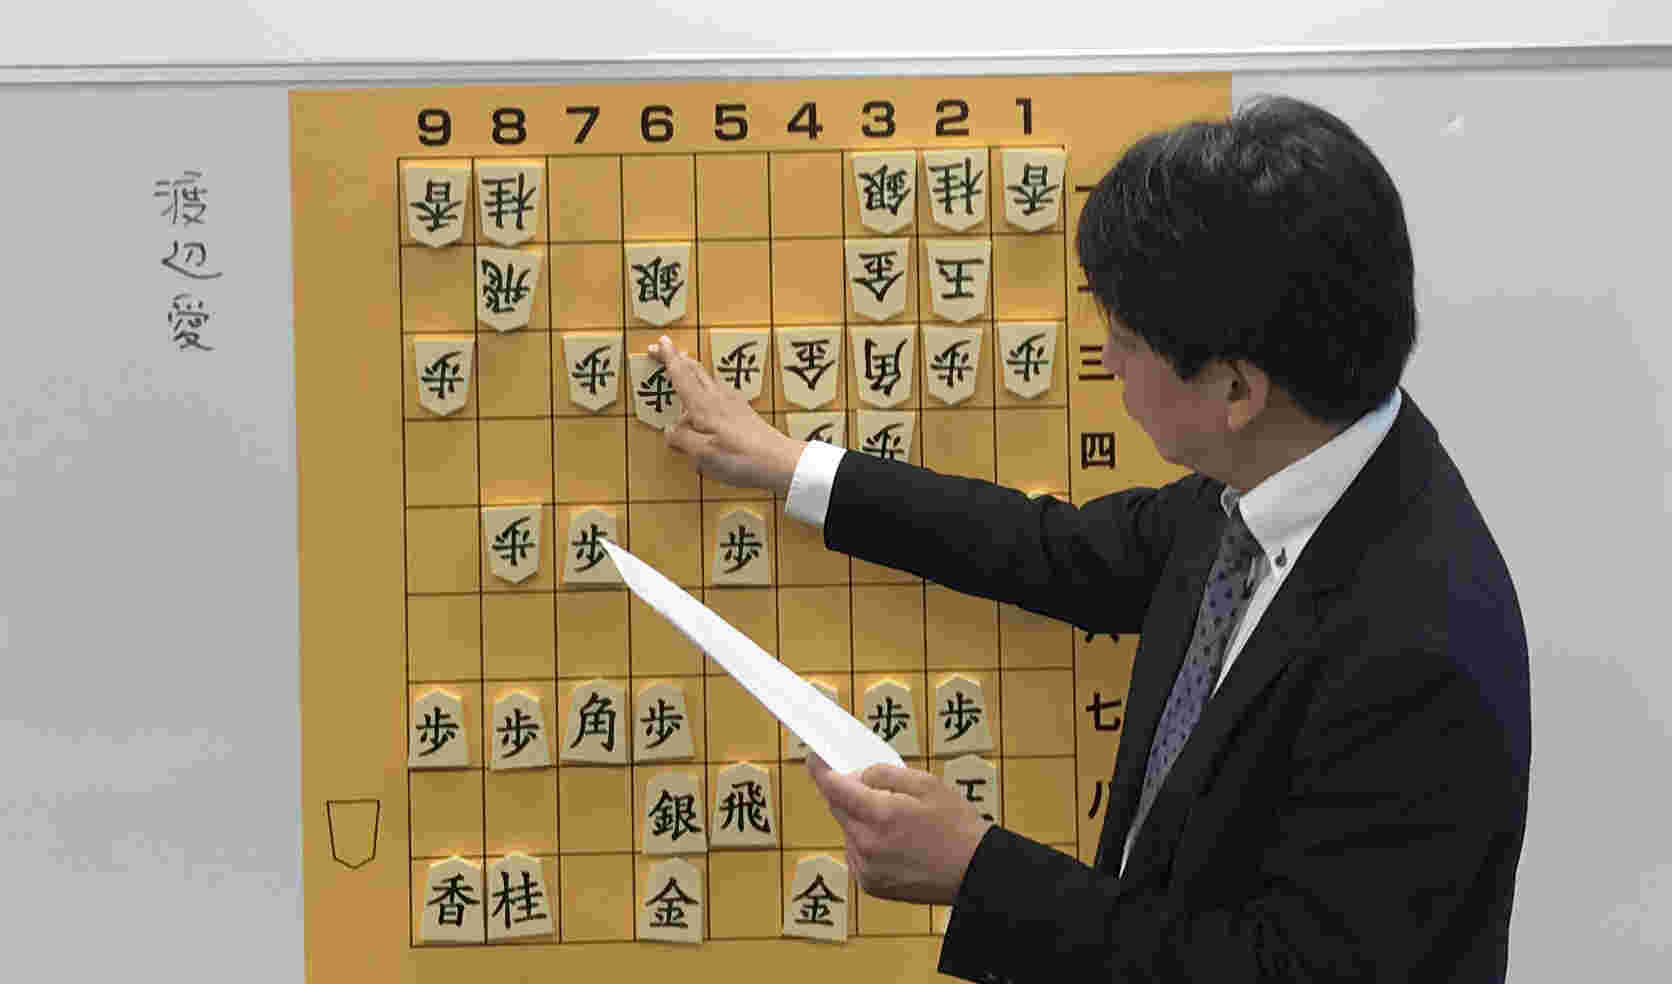 渡辺愛
9 8 7 6 5 4 3 2 1
香 桂 銀 桂 香
飛 銀 金 玉
歩 歩 歩 歩 金 角 歩 歩 三
歩 四
歩 歩 歩
角 歩 歩 歩 歩 歩 七
銀 飛 八
香 桂 金 金